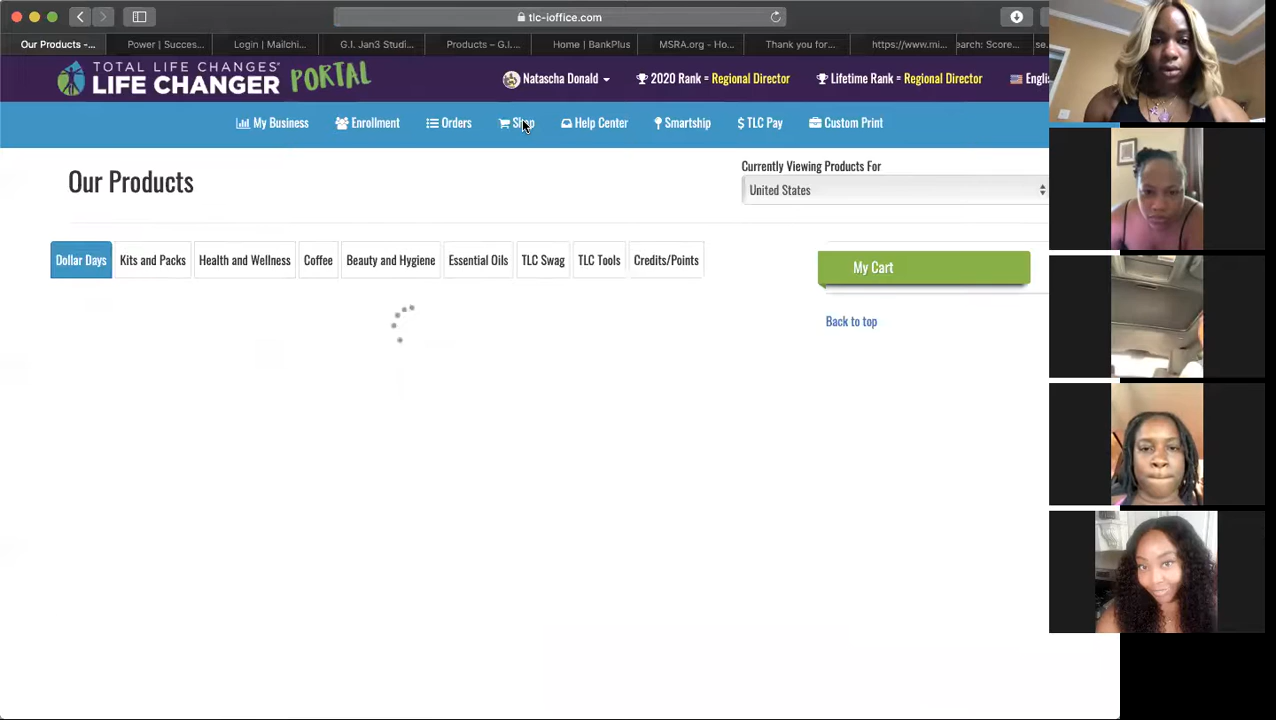 tlc-ioffice.com
Our Products -...
Power | Succes...
Login | Mailchi...
G.I. Jan3 Studi...
Products – G.I....
Home | BankPlus
MSRA.org - Ho...
Thank you for...
https://www.mi...
earch: Score...
se.
TOTAL LIFE CHANGES®
LIFE CHANGER PORTAL
Natascha Donald
2020 Rank = Regional Director
Lifetime Rank = Regional Director
Engli
My Business
Enrollment
Orders
Shop
Help Center
Smartship
$ TLC Pay
Custom Print
Our Products
Currently Viewing Products For
United States
Dollar Days
Kits and Packs
Health and Wellness
Coffee
Beauty and Hygiene
Essential Oils
TLC Swag
TLC Tools
Credits/Points
My Cart
Back to top